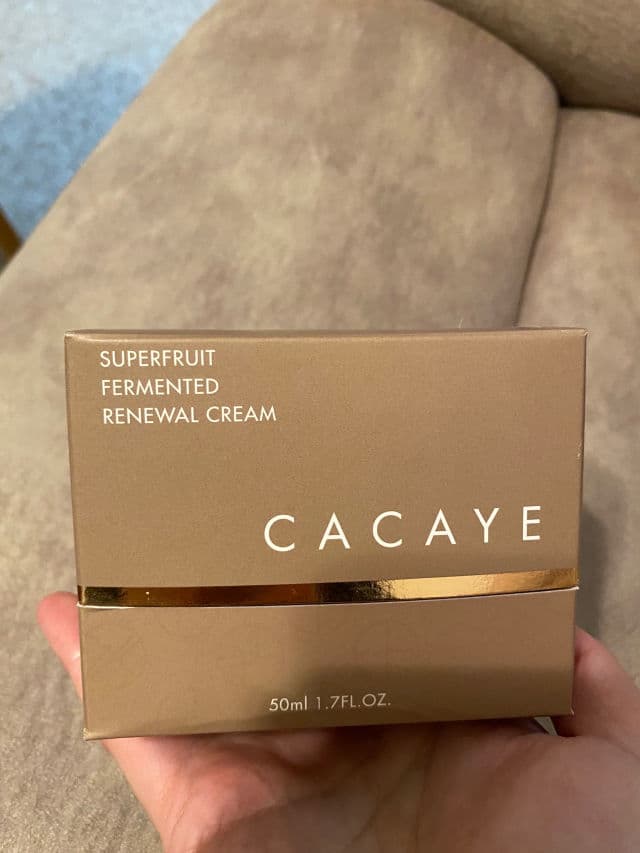 SUPERFRUIT
FERMENTED
RENEWAL CREAM
CACAYE
50ml 1.7FL.OZ.